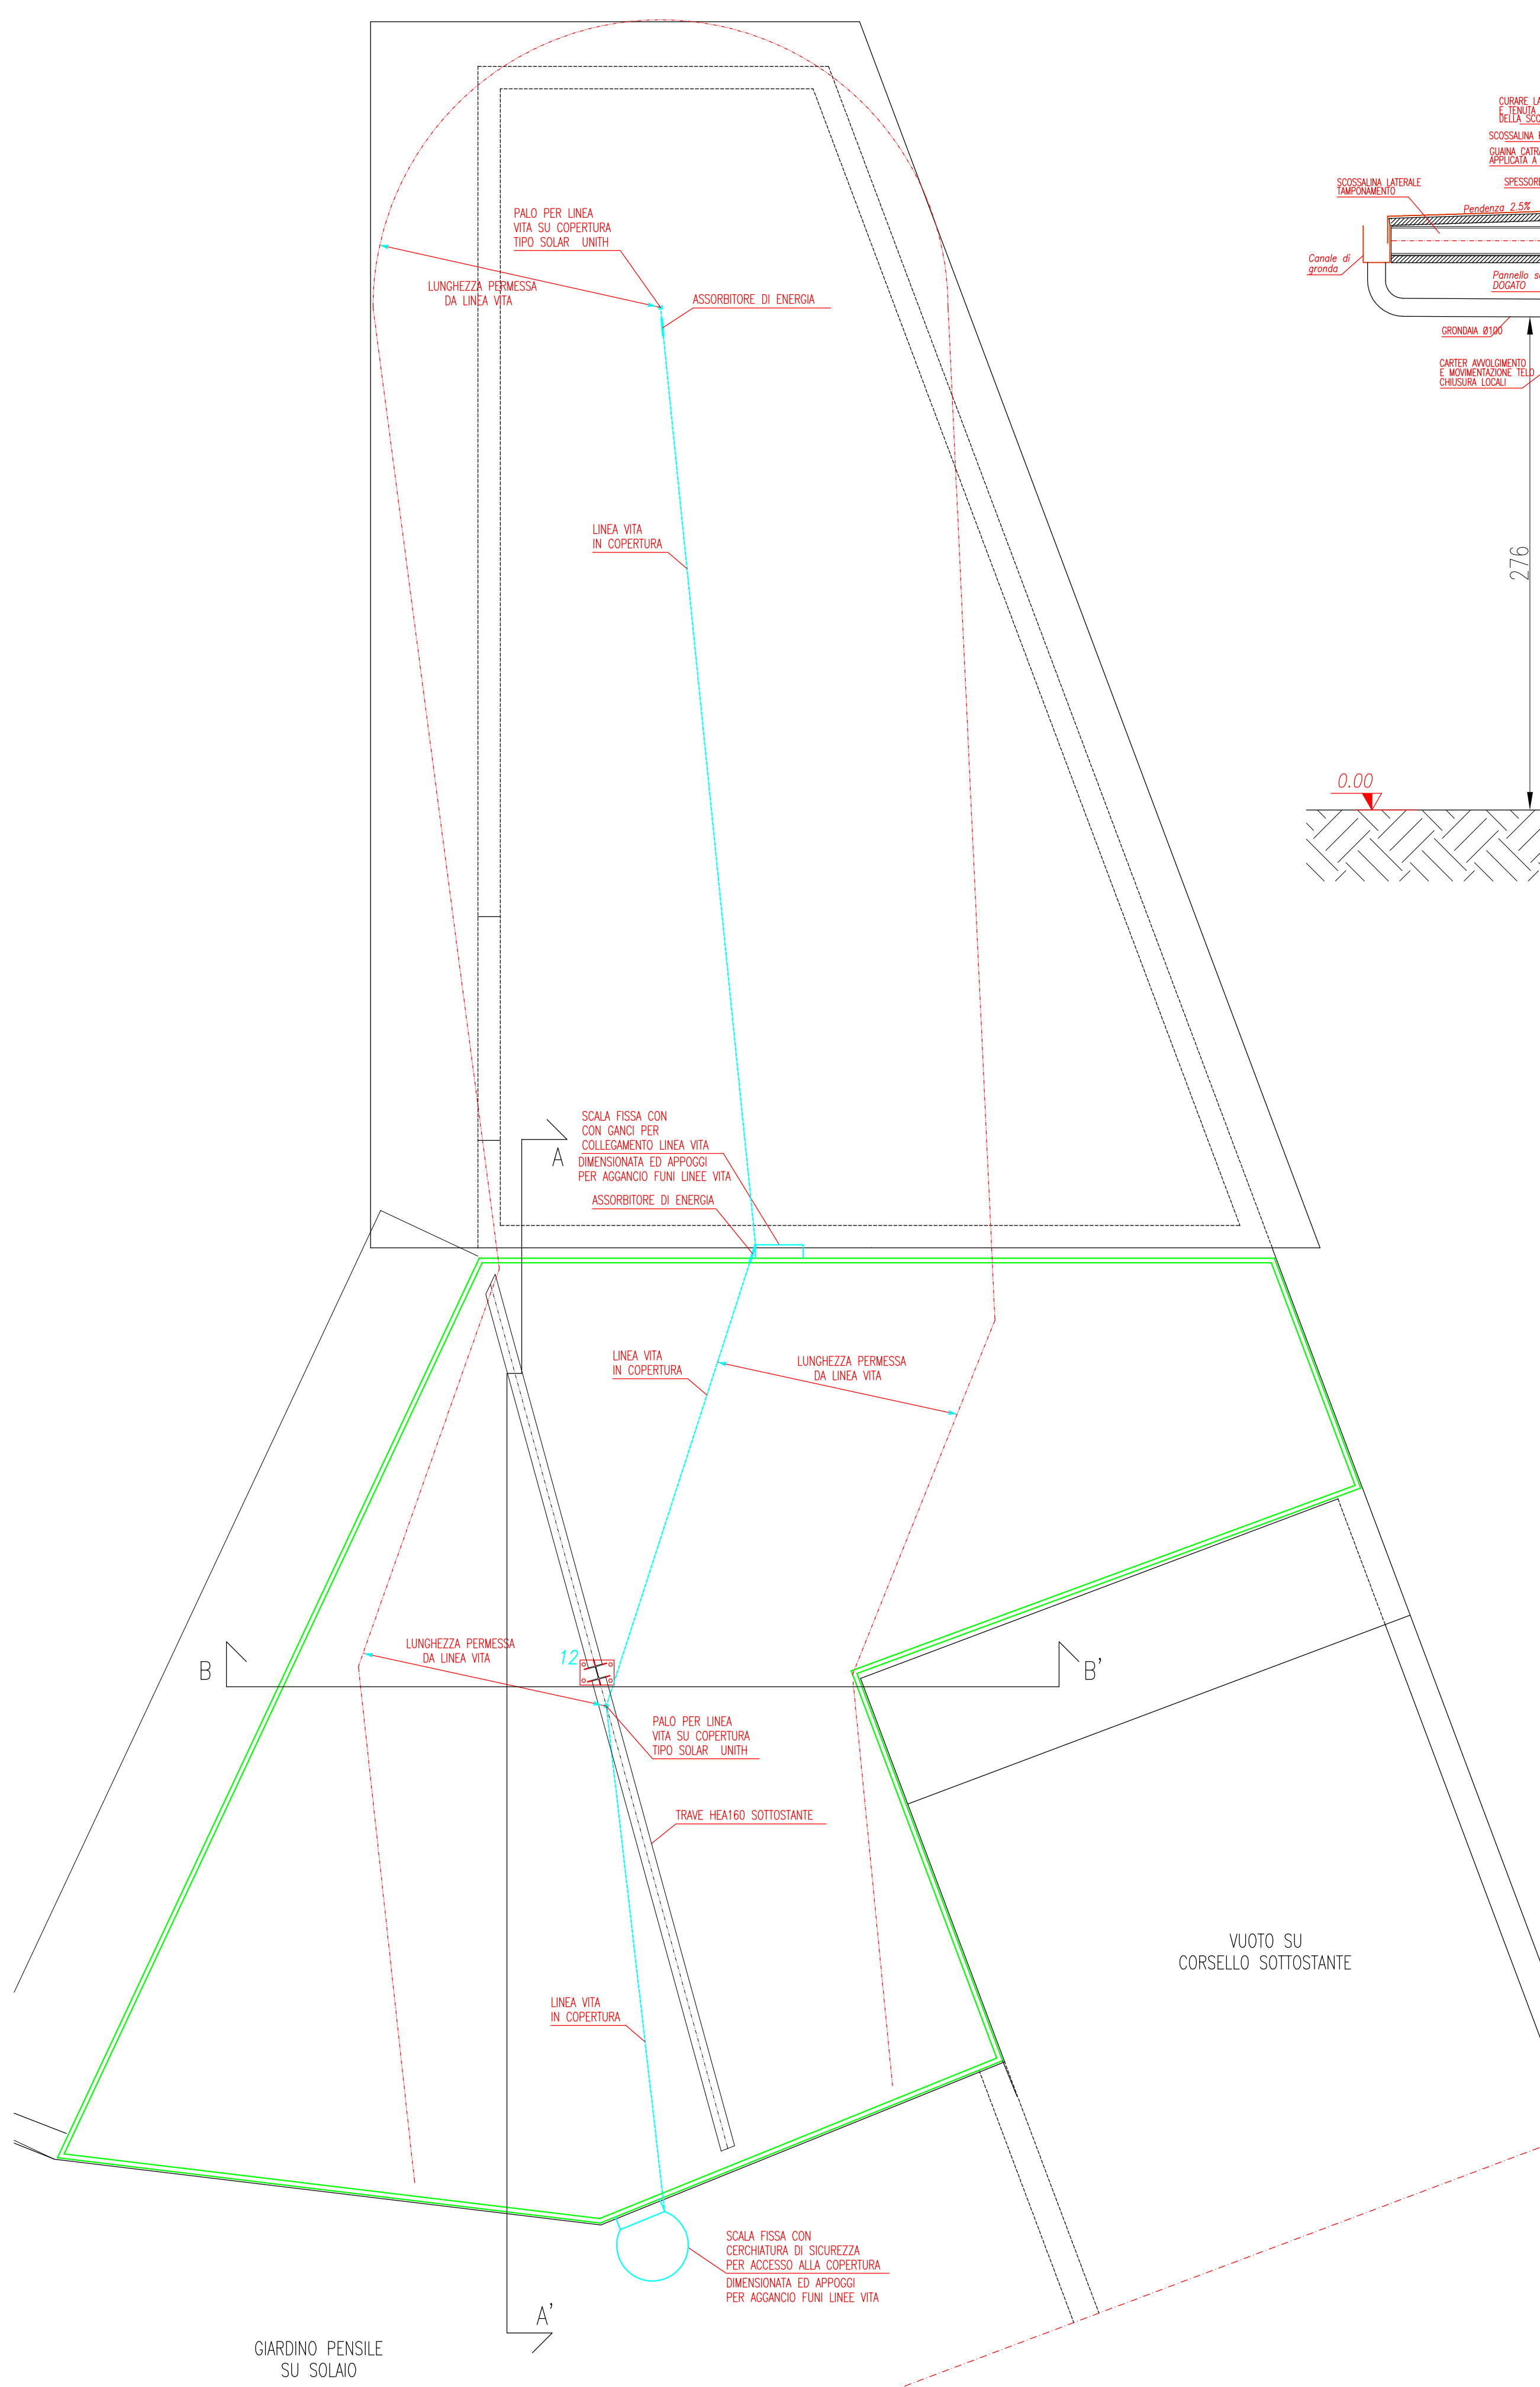 PALO PER LINEA
VITA SU COPERTURA
TIPO SOLAR UNITH
LUNGHEZZA PERMESSA
DA LINEA VITA
ASSORBITORE DI ENERGIA
LINEA VITA
IN COPERTURA
SCALA FISSA CON
CON GANCI PER
COLLEGAMENTO LINEA VITA
DIMENSIONATA ED APPOGGI
PER AGGANCIO FUNI LINEE VITA
ASSORBITORE DI ENERGIA
A
LINEA VITA
IN COPERTURA
LUNGHEZZA PERMESSA
DA LINEA VITA
LUNGHEZZA PERMESSA
DA LINEA VITA
12
B
B'
PALO PER LINEA
VITA SU COPERTURA
TIPO SOLAR UNITH
TRAVE HEA160 SOTTOSTANTE
LINEA VITA
IN COPERTURA
VUOTO SU
CORSELLO SOTTOSTANTE
SCALA FISSA CON
CERCHIATURA DI SICUREZZA
PER ACCESSO ALLA COPERTURA
DIMENSIONATA ED APPOGGI
PER AGGANCIO FUNI LINEE VITA
A'
GIARDINO PENSILE
SU SOLAIO
CURARE LA
E TENUTA
DELLA SCO
SCOSSALINA
GUAINA CATRA
APPLICATA A
SPESSOR
SCOSSALINA LATERALE
TAMPONAMENTO
Pendenza 2.5%
Canale di
gronda
Pannello s
DOGATO
GRONDAIA Ø100
CARTER AVVOLGIMENTO
E MOVIMENTAZIONE TELO
CHIUSURA LOCALI
276
0.00